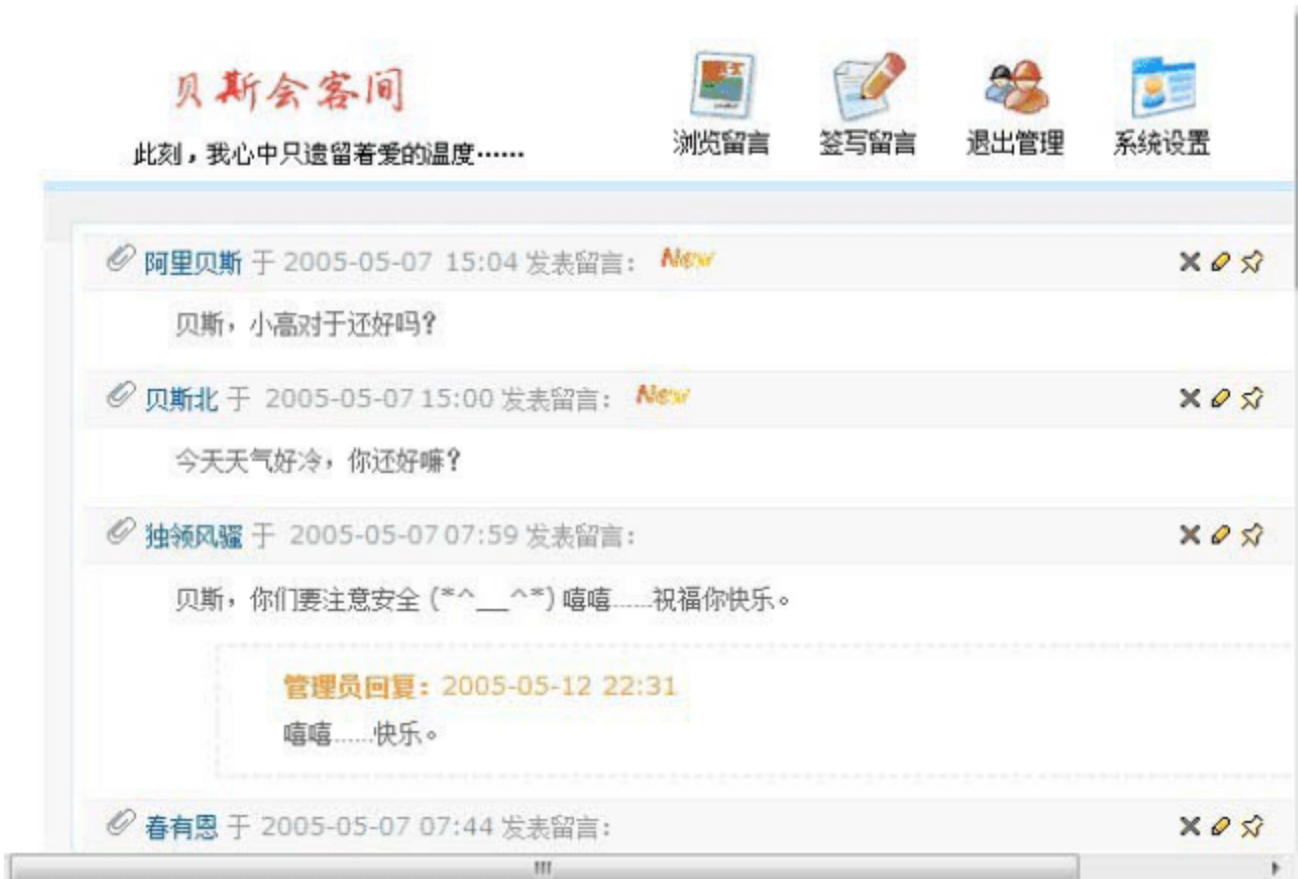 贝斯会客间
此刻，我心中只遗留着爱的温度……
浏览留言 签写留言 退出管理 系统设置
阿里贝斯 于 2005-05-07 15:04 发表留言： New
贝斯，小高对于还好吗？
贝斯北 于 2005-05-07 15:00 发表留言： New
今天天气好冷，你还好嘛？
独领风骚 于 2005-05-07 07:59 发表留言：
贝斯，你们要注意安全 (*^__^*) 嘻嘻……祝福你快乐。
管理员回复：2005-05-12 22:31
嘻嘻……快乐。
春有恩 于 2005-05-07 07:44 发表留言：